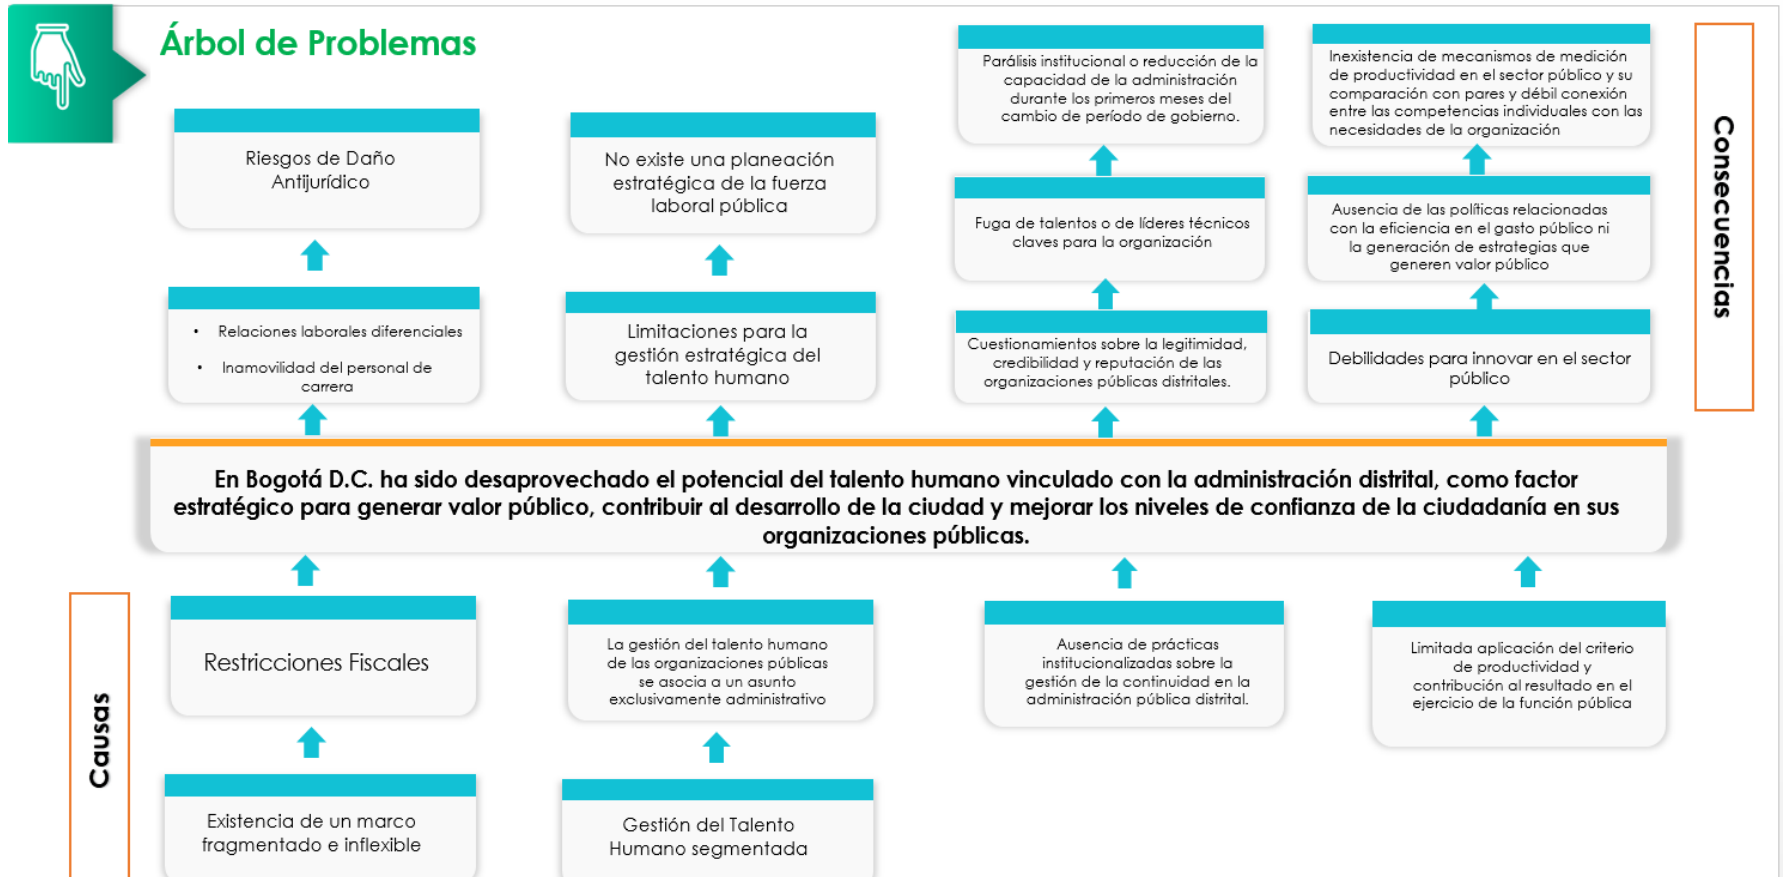 Árbol de Problemas
Riesgos de Daño
Antijurídico
No existe una planeación
estratégica de la fuerza
laboral pública
Parálisis institucional o reducción de la
capacidad de la administración
durante los primeros meses del
cambio de período de gobierno.
Inexistencia de mecanismos de medición
de productividad en el sector público y su
comparación con pares y débil conexión
entre las competencias individuales con las
necesidades de la organización
Fuga de talentos o de líderes técnicos
claves para la organización
Ausencia de las políticas relacionadas
con la eficiencia en el gasto público ni
la generación de estrategias que
generen valor público
• Relaciones laborales diferenciales
• Inamovilidad del personal de
carrera
Limitaciones para la
gestión estratégica del
talento humano
Cuestionamientos sobre la legitimidad,
credibilidad y reputación de las
organizaciones públicas distritales.
Debilidades para innovar en el sector
público
Consecuencias
En Bogotá D.C. ha sido desaprovechado el potencial del talento humano vinculado con la administración distrital, como factor
estratégico para generar valor público, contribuir al desarrollo de la ciudad y mejorar los niveles de confianza de la ciudadanía en sus
organizaciones públicas.
Causas
Restricciones Fiscales
La gestión del talento humano
de las organizaciones públicas
se asocia a un asunto
exclusivamente administrativo
Ausencia de prácticas
institucionalizadas sobre la
gestión de la continuidad en la
administración pública distrital.
Limitada aplicación del criterio
de productividad y
contribución al resultado en el
ejercicio de la función pública
Existencia de un marco
fragmentado e inflexible
Gestión del Talento
Humano segmentada